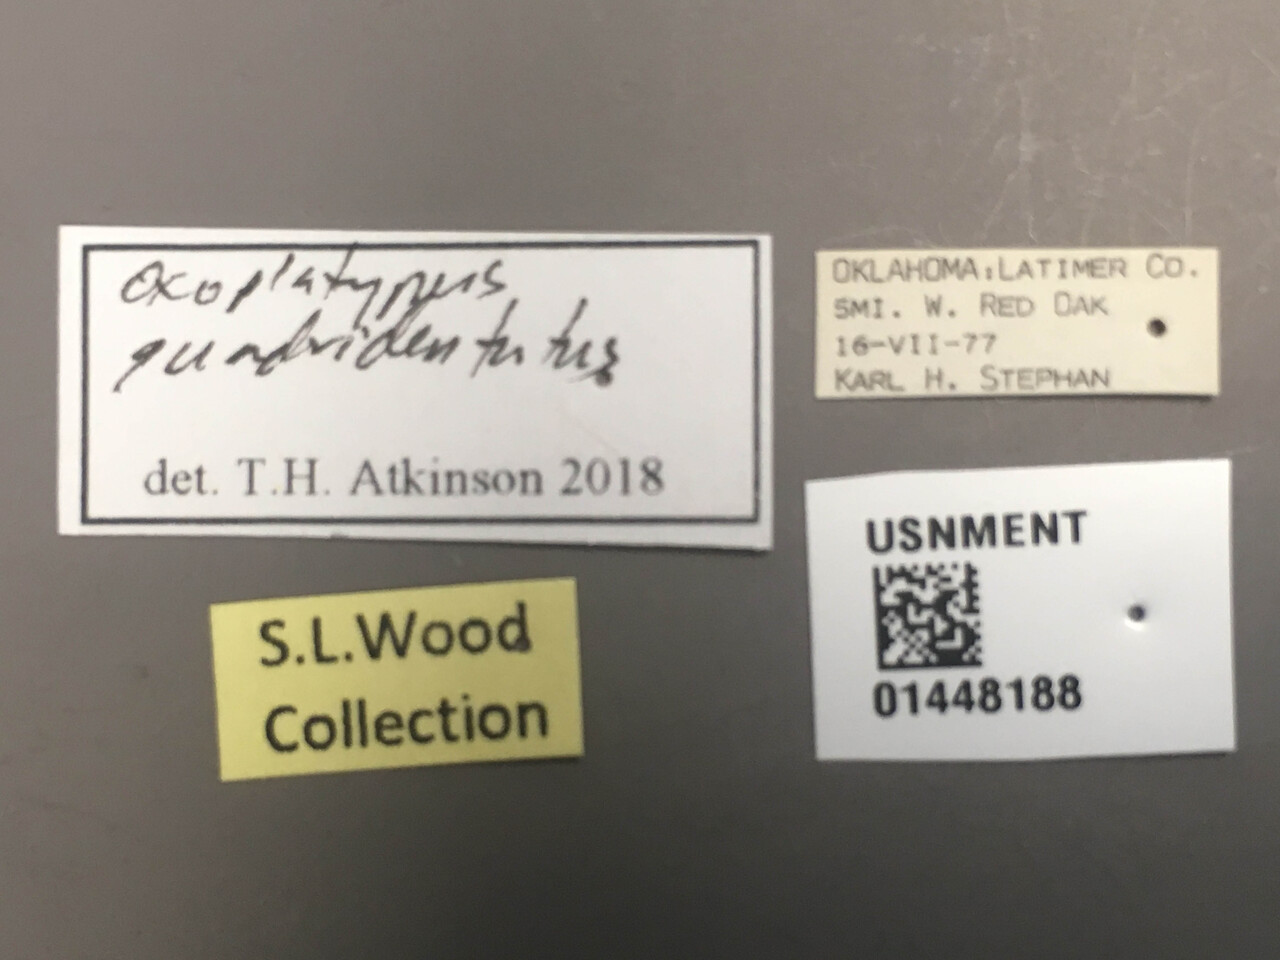 Oxoplatypus
quadridentatus
det. T.H. Atkinson 2018
OKLAHOMA:LATIMER CO.
5MI. W. RED OAK
16-VII-77
KARL H. STEPHAN
S.L.Wood
Collection
USNMENT
01448188